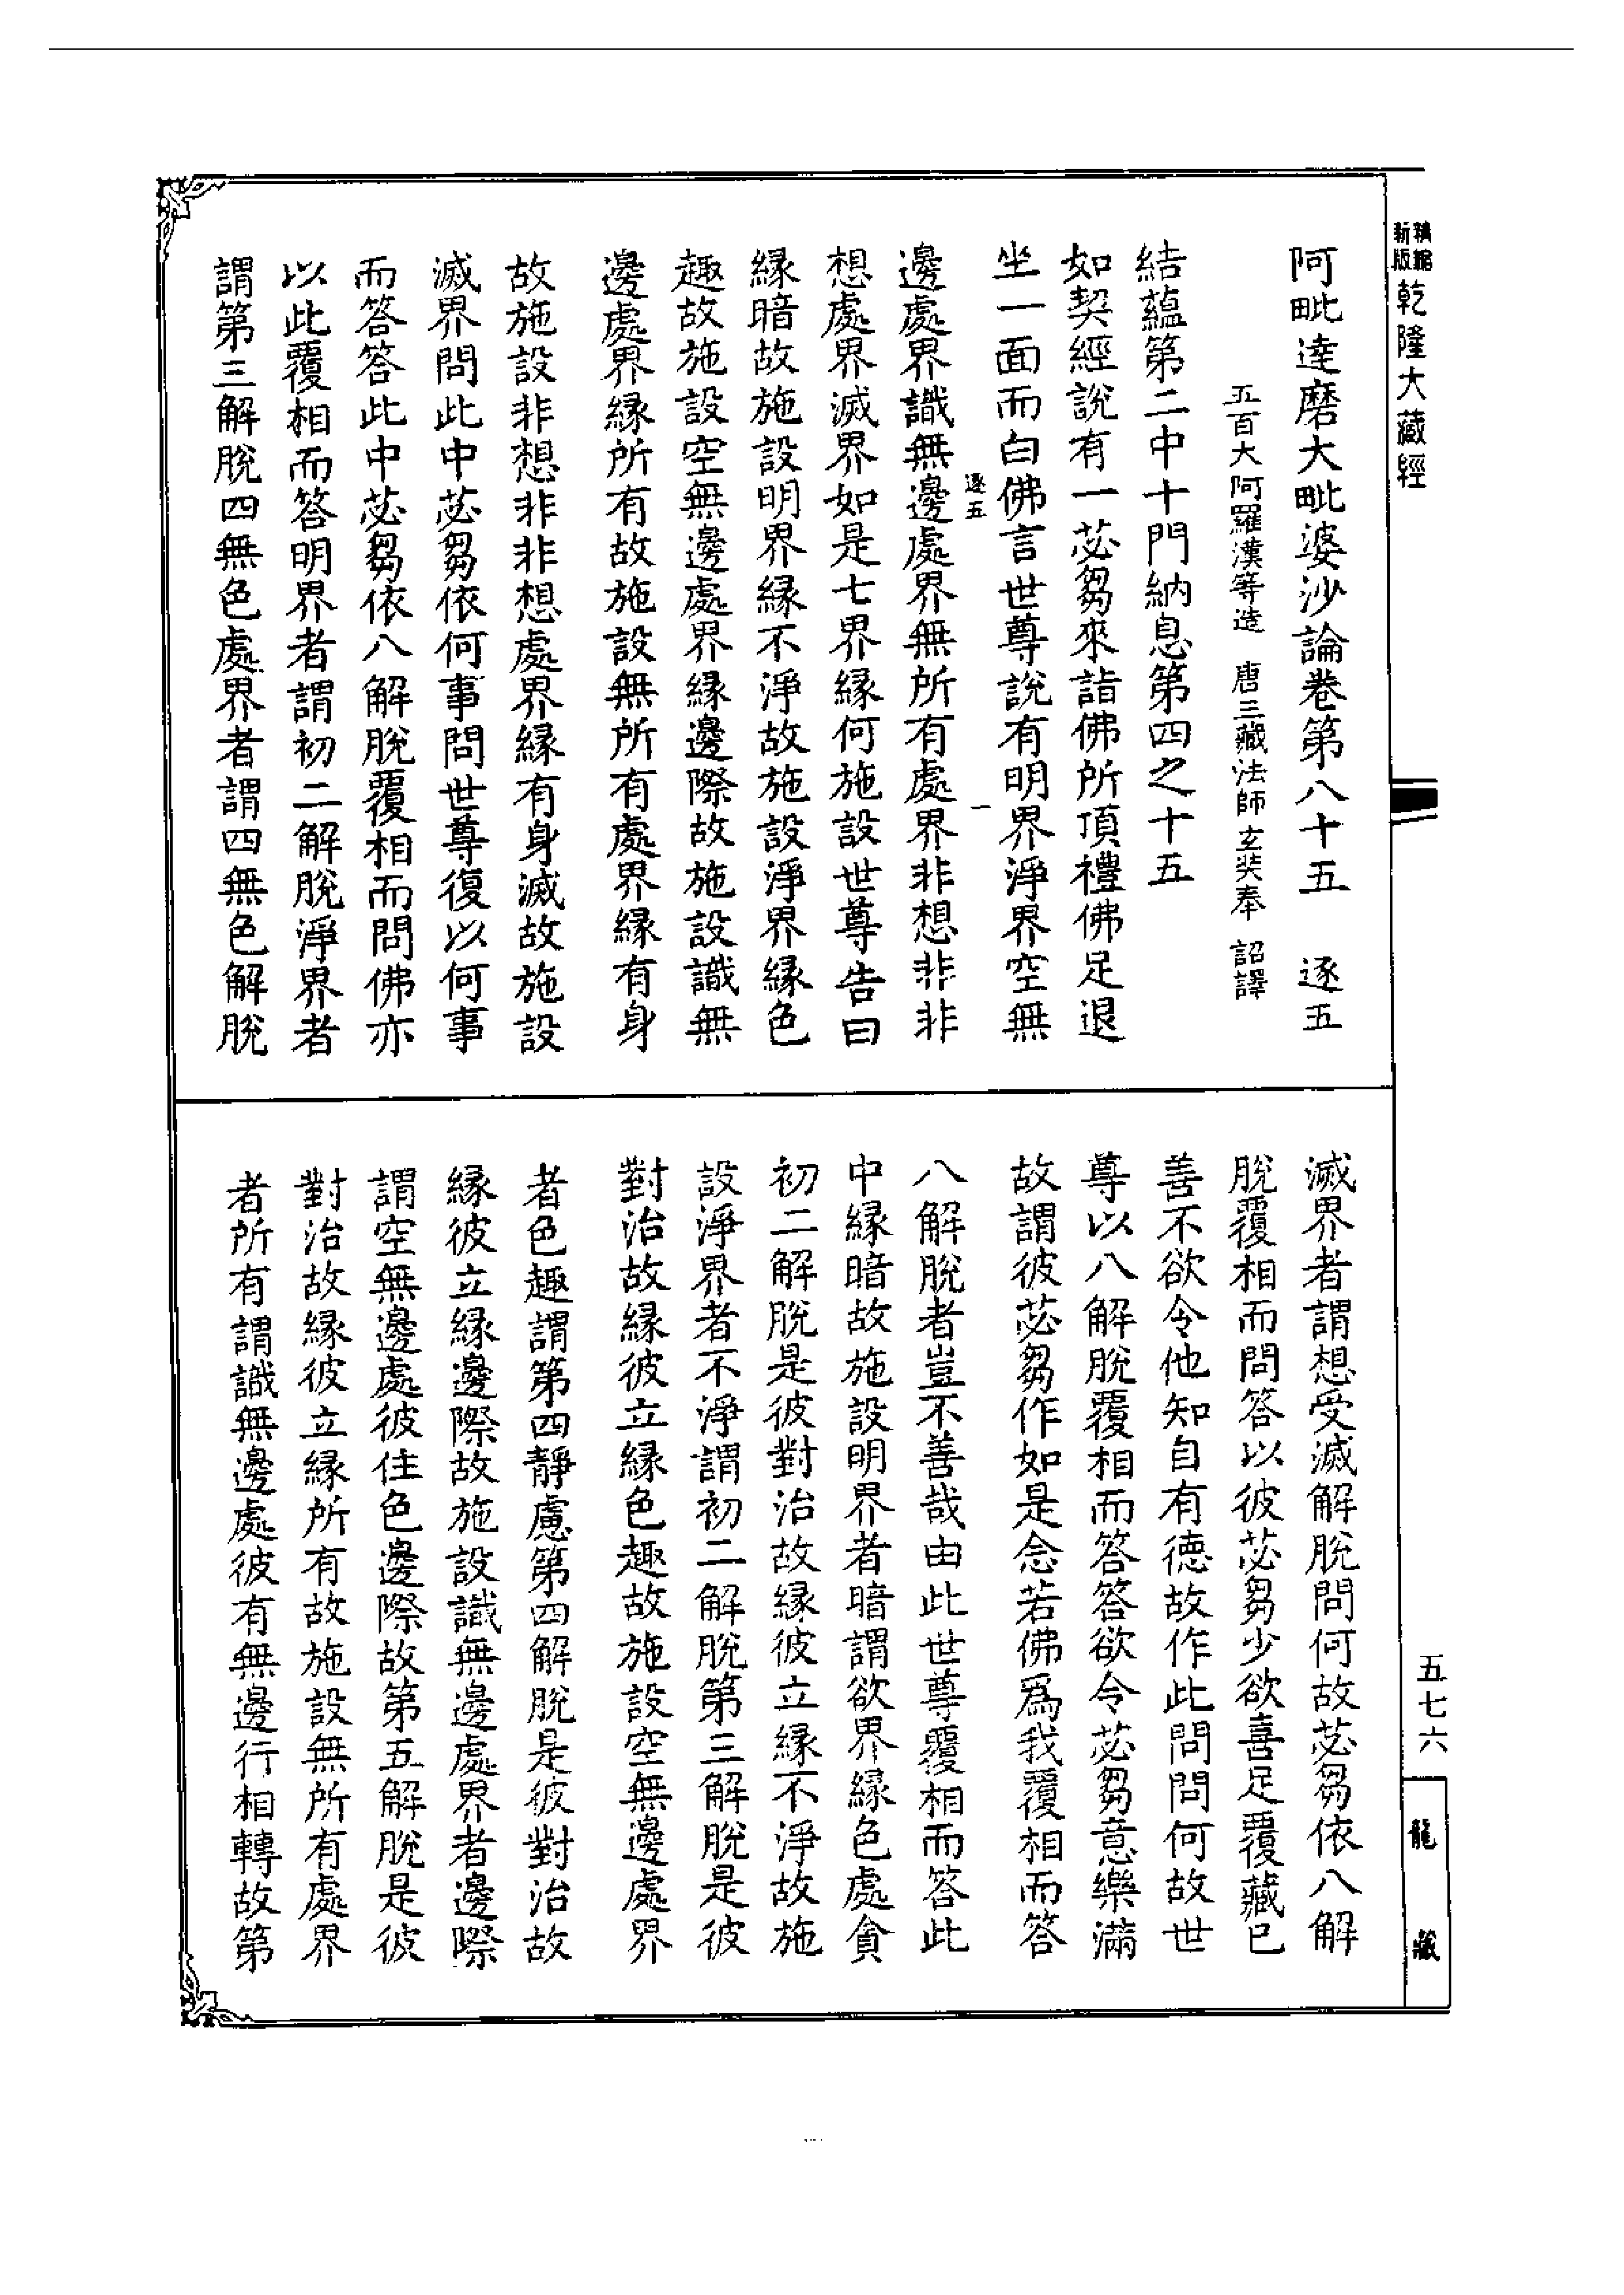 新版
精縮
乾隆大藏經
阿毗達磨大毗婆沙論卷第八十五　逐五
五百大阿羅漢等造　唐三藏法師玄奘奉　詔譯
結蘊第二中十門納息第四之十五
如契經說有一苾芻來詣佛所頂禮佛足退
坐一面而白佛言世尊說有明界淨界空無
逐五　一
邊處界識無邊處界無所有處界非想非非
想處界滅界如是七界緣何施設世尊告曰
緣暗故施設明界緣不淨故施設淨界緣色
趣故施設空無邊處界緣邊際故施設識無
邊處界緣所有故施設無所有處界緣有身
故施設非想非非想處界緣有身滅故施設
滅界問此中苾芻依何事問世尊復以何事
而答答此中苾芻依八解脫覆相而問佛亦
以此覆相而答明界者謂初二解脫淨界者
謂第三解脫四無色處界者謂四無色解脫
滅界者謂想受滅解脫問何故苾芻依八解
脫覆相而問答以彼苾芻少欲喜足覆藏已
善不欲令他知自有德故作此問問何故世
尊以八解脫覆相而答答欲令苾芻意樂滿
故謂彼苾芻作如是念若佛爲我覆相而答
八解脫者豈不善哉由此世尊覆相而答此
中緣暗故施設明界者暗謂欲界緣色處貪
初二解脫是彼對治故緣彼立緣不淨故施
設淨界者不淨謂初二解脫第三解脫是彼
對治故緣彼立緣色趣故施設空無邊處界
者色趣謂第四靜慮第四解脫是彼對治故
緣彼立緣邊際故施設識無邊處界者邊際
謂空無邊處彼住色邊際故第五解脫是彼
對治故緣彼立緣所有故施設無所有處界
者所有謂識無邊處彼有無邊行相轉故第
五七六
龍藏